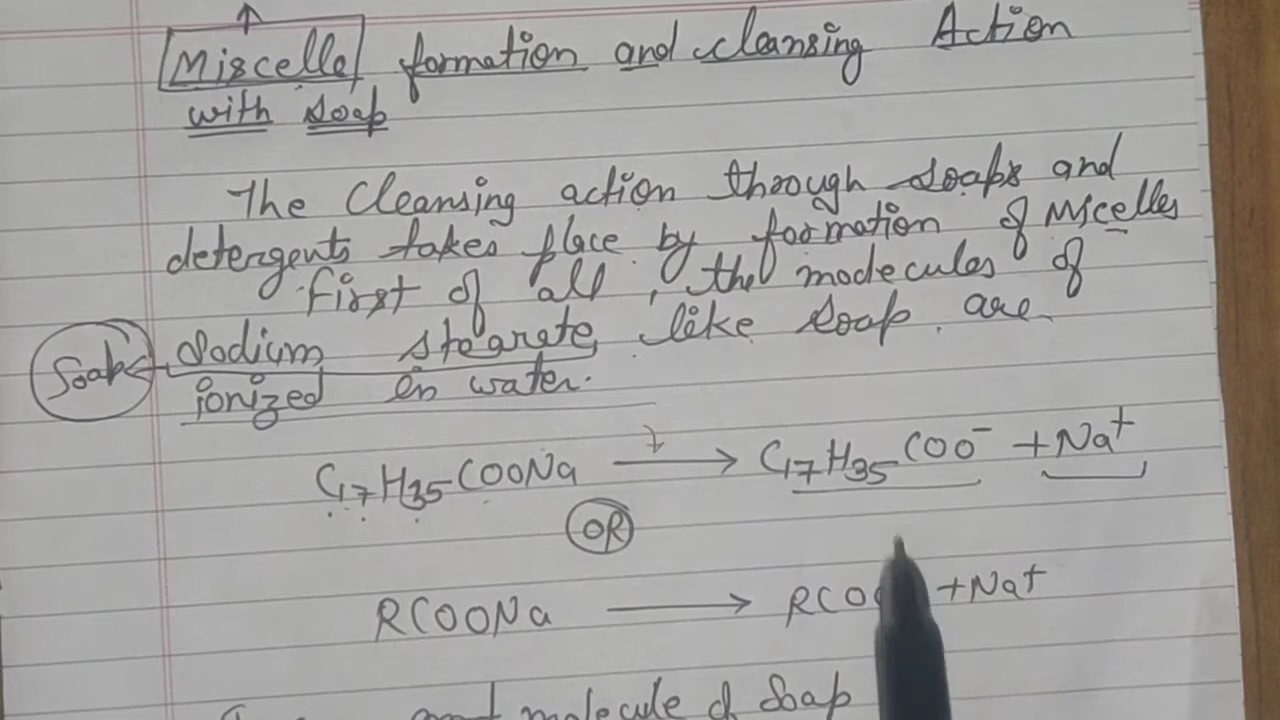 Miscelle formation and cleansing Action
with soap
The Cleansing action through soaps and
detergents takes place by formation of Micelles
First of all, the modecules of
Soap Sodium stearate like soap are
ionized in water.
C17H35COONa → C17H35COO⁻ + Na⁺
OR
RCOONa → RCO + Na⁺
molecule of Soap